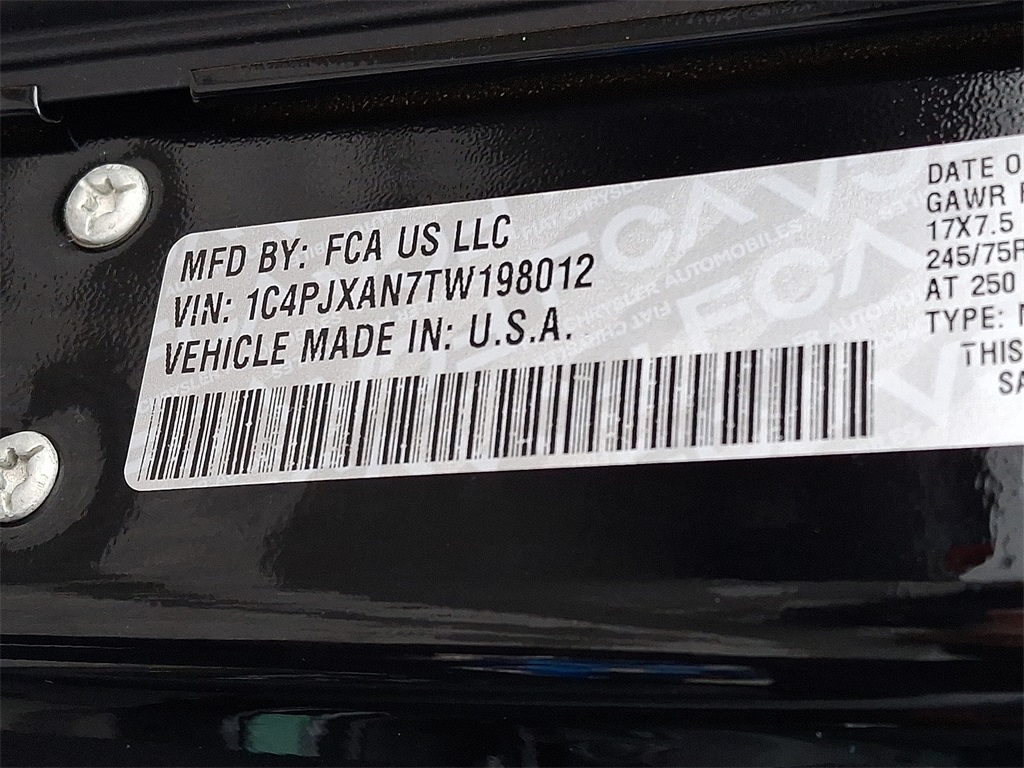 MFD BY: FCA US LLC
VIN: 1C4PJXAN7TW198012
VEHICLE MADE IN: U.S.A.
DATE O
GAWR
17X7.5
245/75R
AT 250
TYPE:
THIS
SA